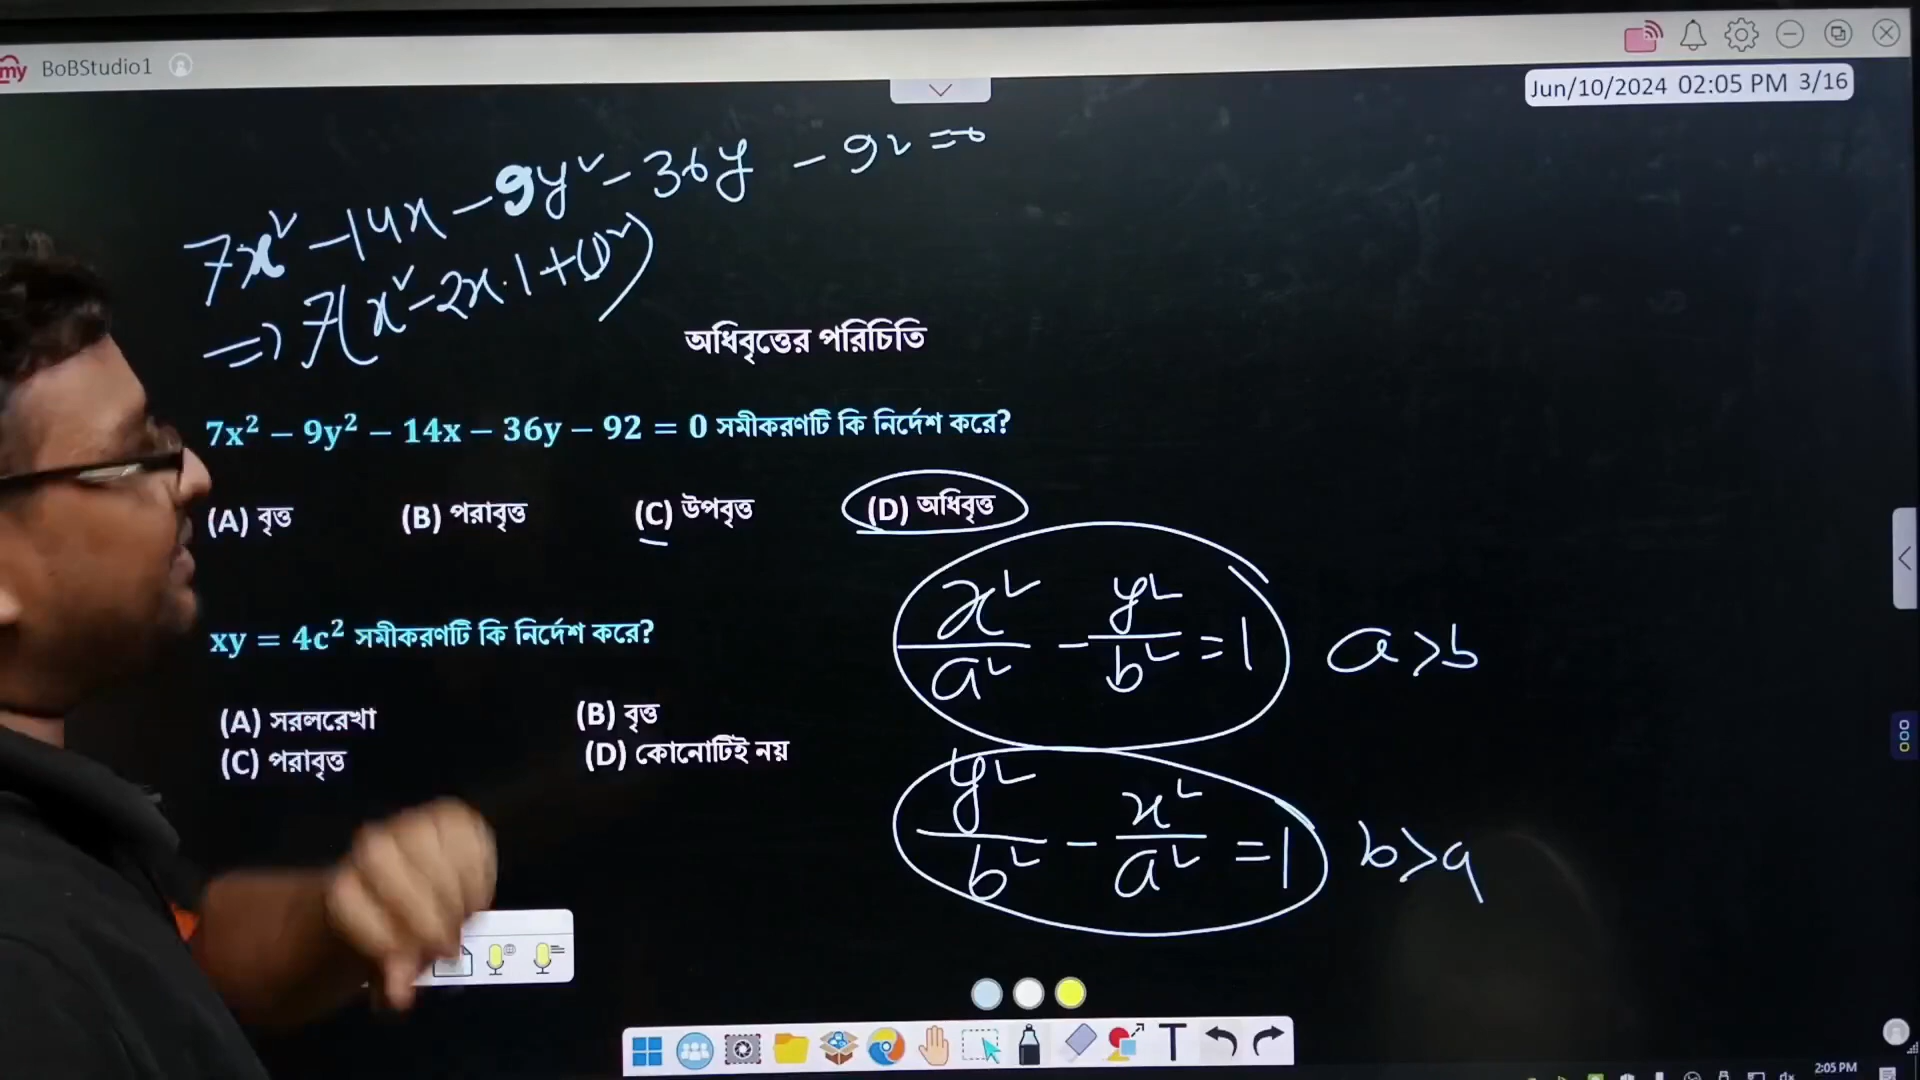 my BoBStudio1
Jun/10/2024 02:05 PM 3/16
7x² - 14x - 9y² - 36y - 92 = 0
⇒ 7(x² - 2x·1 + (1)²)
অধিবৃত্তের পরিচিতি
7x² − 9y² − 14x − 36y − 92 = 0 সমীকরণটি কি নির্দেশ করে?
(A) বৃত্ত (B) পরাবৃত্ত (C) উপবৃত্ত (D) অধিবৃত্ত
x²/a² - y²/b² = 1 a > b
xy = 4c² সমীকরণটি কি নির্দেশ করে?
(A) সরলরেখা (B) বৃত্ত
(C) পরাবৃত্ত (D) কোনোটিই নয়
y²/b² - x²/a² = 1 b > a
T
2:05 PM